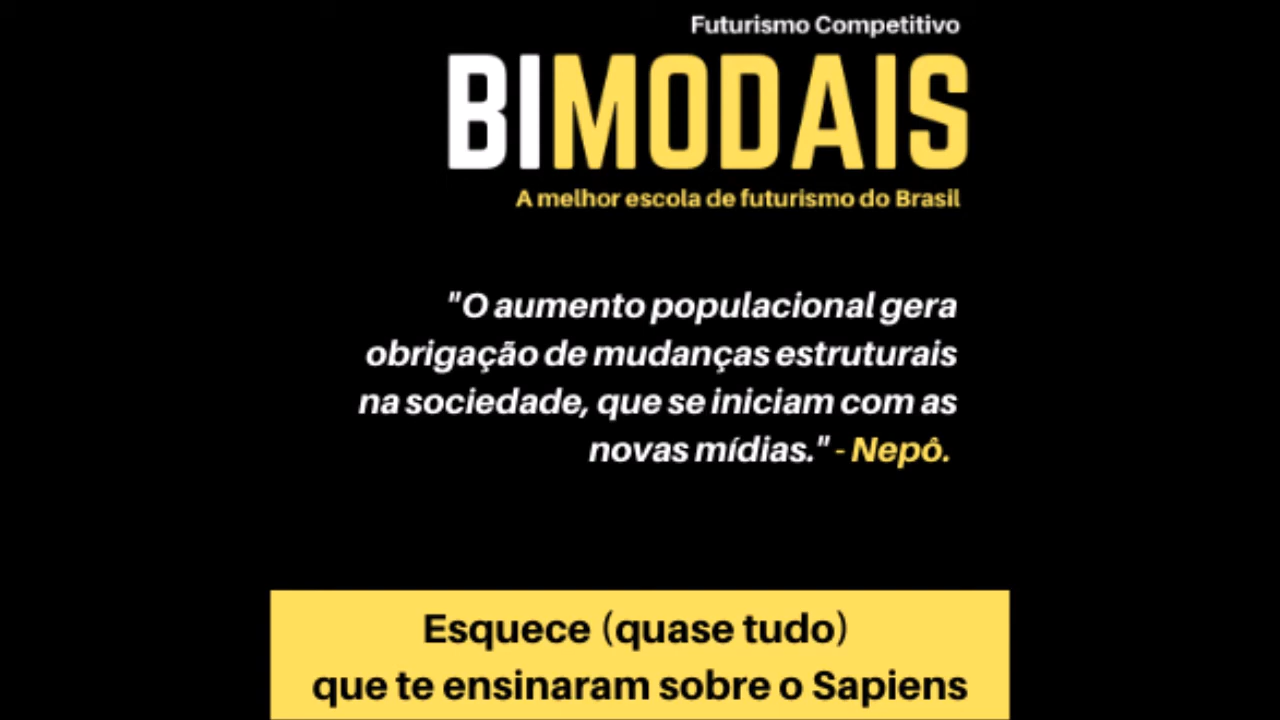 Futurismo Competitivo
BIMODAIS
A melhor escola de futurismo do Brasil
"O aumento populacional gera
obrigação de mudanças estruturais
na sociedade, que se iniciam com as
novas mídias." - Nepô.
Esquece (quase tudo)
que te ensinaram sobre o Sapiens